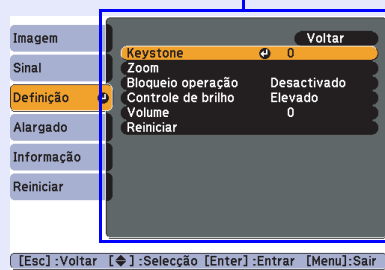 Imagem
Sinal
Definição
Alargado
Informação
Reiniciar
Voltar
Keystone 0
Zoom
Bloqueio operação Desactivado
Controle de brilho Elevado
Volume 0
Reiniciar
[Esc] :Voltar [◆] :Selecção [Enter] :Entrar [Menu] :Sair